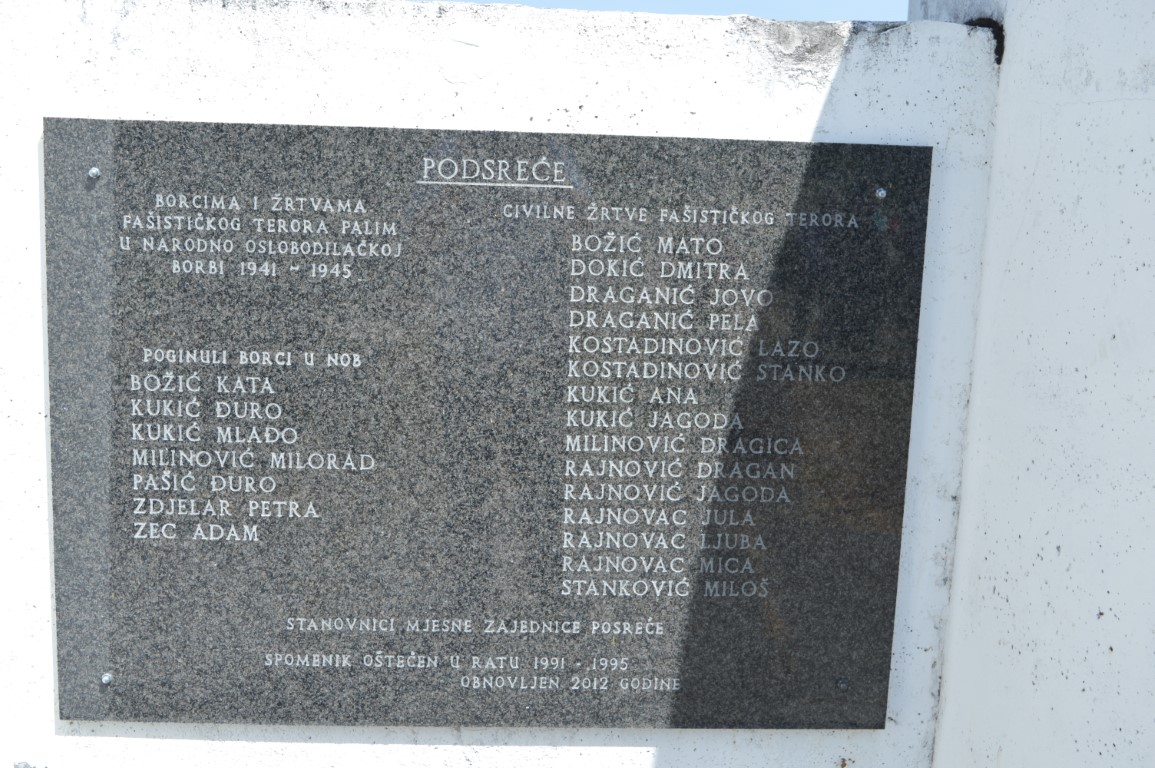 PODSREĆE
BORCIMA I ŽRTVAMA
FAŠISTIČKOG TERORA PALIM
U NARODNO OSLOBODILAČKOJ
BORBI 1941 - 1945
POGINULI BORCI U NOB
BOŽIĆ KATA
KUKIĆ ĐURO
KUKIĆ MLAĐO
MILINOVIĆ MILORAD
PAŠIĆ ĐURO
ZDJELAR PETRA
ZEC ADAM
CIVILNE ŽRTVE FAŠISTIČKOG TERORA
BOŽIĆ MATO
DOKIĆ DMITRA
DRAGANIĆ JOVO
DRAGANIĆ PELA
KOSTADINOVIĆ LAZO
KOSTADINOVIĆ STANKO
KUKIĆ ANA
KUKIĆ JAGODA
MILINOVIĆ DRAGICA
RAJNOVIĆ DRAGAN
RAJNOVIĆ JAGODA
RAJNOVAC JULA
RAJNOVAC LJUBA
RAJNOVAC MICA
STANKOVIĆ MILOŠ
STANOVNICI MJESNE ZAJEDNICE POSREĆE
SPOMENIK OŠTEĆEN U RATU 1991 - 1995
OBNOVLJEN 2012 GODINE